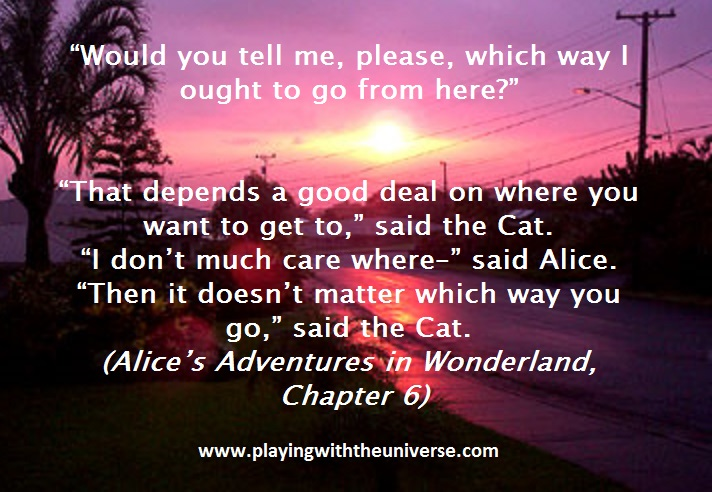 “Would you tell me, please, which way I
ought to go from here?”
“That depends a good deal on where you
want to get to,” said the Cat.
“I don’t much care where–” said Alice.
“Then it doesn’t matter which way you
go,” said the Cat.
(Alice’s Adventures in Wonderland,
Chapter 6)
www.playingwiththeuniverse.com